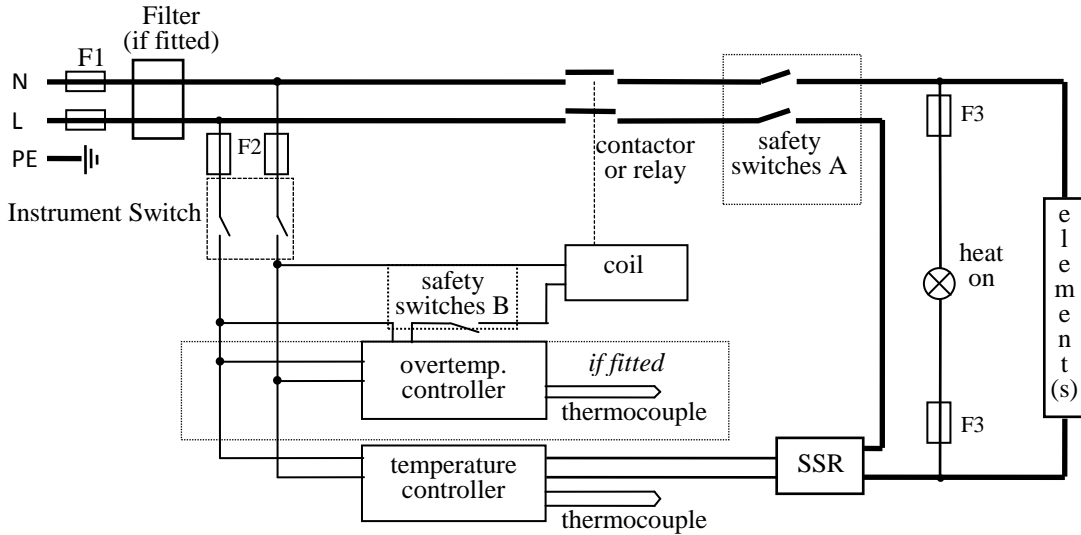 Filter
(if fitted)
F1
N
L
PE
F2
Instrument Switch
contactor
or relay
safety
switches A
F3
coil
safety
switches B
heat
on
e
l
e
m
e
n
t
(s)
overtemp.
controller
if fitted
thermocouple
F3
temperature
controller
SSR
thermocouple